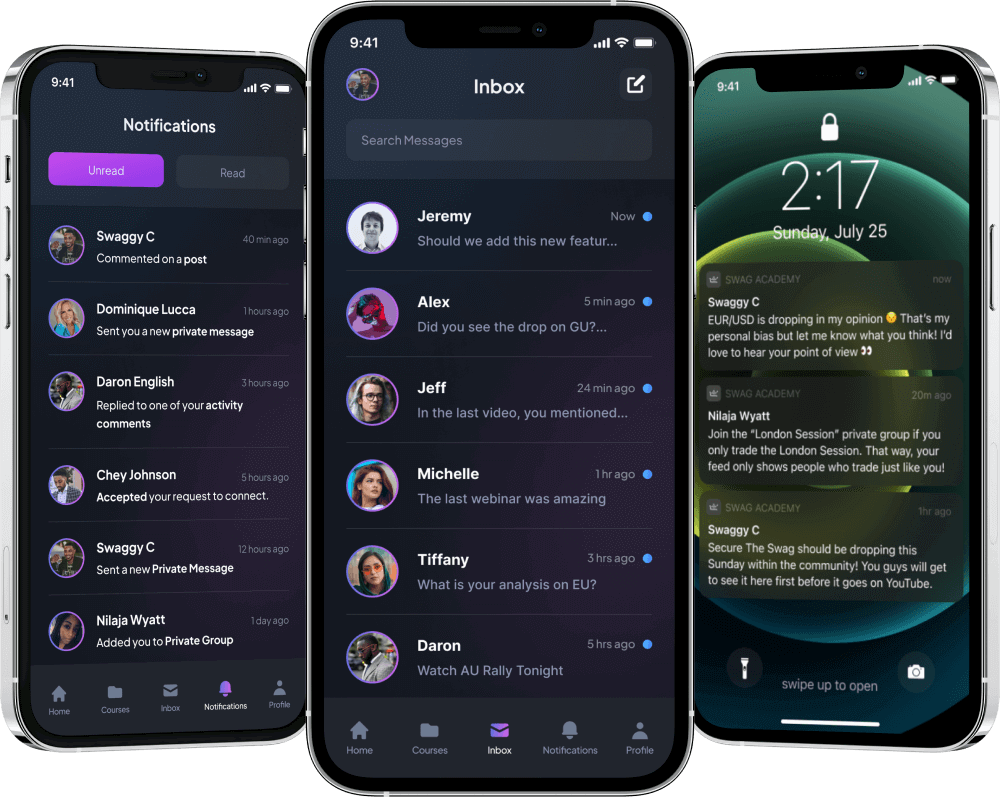 9:41
Notifications
Unread
Read
Swaggy C
40 min ago
Commented on a post
Dominique Lucca
1 hours ago
Sent you a new private message
Daron English
3 hours ago
Replied to one of your activity
comments
Chey Johnson
5 hours ago
Accepted your request to connect.
Swaggy C
12 hours ago
Sent a new Private Message
Nilaja Wyatt
1 day ago
Added you to Private Group
Home
Courses
Inbox
Notifications
Profile
9:41
Inbox
Search Messages
Jeremy
Now
Should we add this new featur...
Alex
5 min ago
Did you see the drop on GU?...
Jeff
24 min ago
In the last video, you mentioned...
Michelle
1 hr ago
The last webinar was amazing
Tiffany
3 hrs ago
What is your analysis on EU?
Daron
5 hrs ago
Watch AU Rally Tonight
Home
Courses
Inbox
Notifications
Profile
9:41
2:17
Sunday, July 25
SWAG ACADEMY
now
Swaggy C
EUR/USD is dropping in my opinion 😔 That's my
personal bias but let me know what you think! I'd
love to hear your point of view 👀
SWAG ACADEMY
20m ago
Nilaja Wyatt
Join the “London Session” private group if you
only trade the London Session. That way, your
feed only shows people who trade just like you!
SWAG ACADEMY
1hr ago
Swaggy C
Secure The Swag should be dropping this
Sunday within the community! You guys will get
to see it here first before it goes on YouTube.
swipe up to open